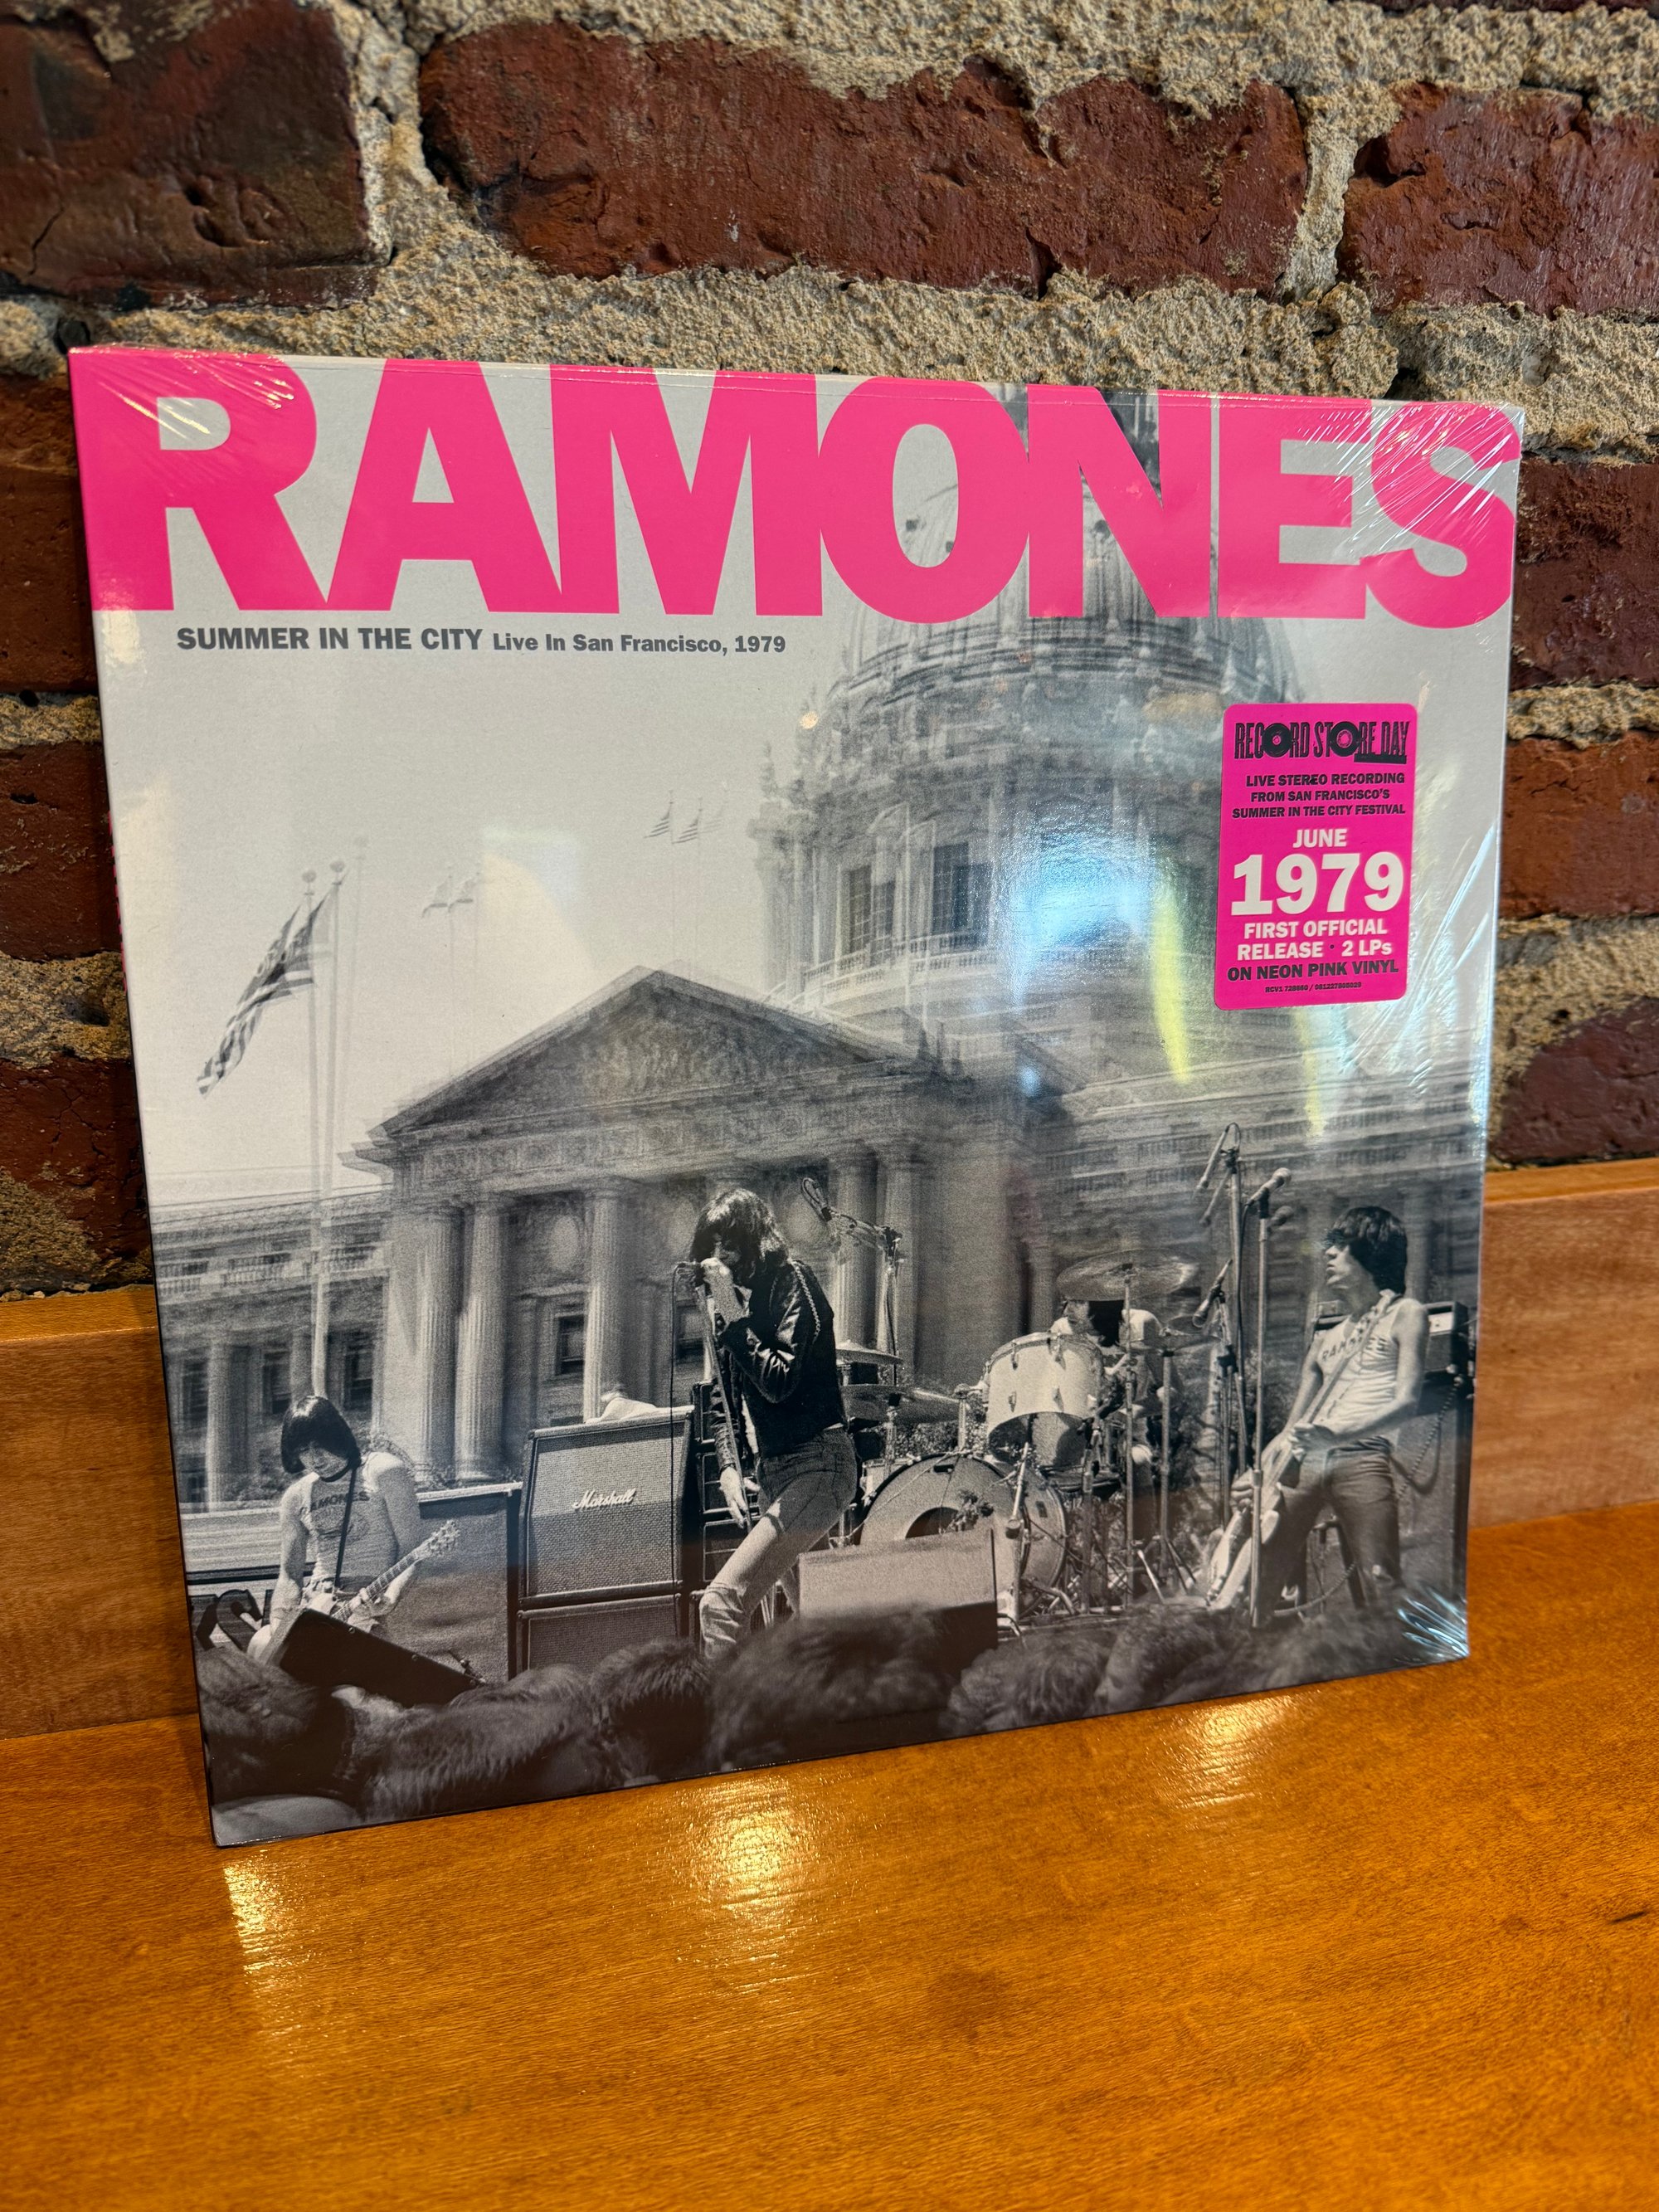 RAMONES
SUMMER IN THE CITY Live In San Francisco, 1979
RECORD STORE DAY
LIVE STEREO RECORDING
FROM SAN FRANCISCO'S
SUMMER IN THE CITY FESTIVAL
JUNE
1979
FIRST OFFICIAL
RELEASE • 2 LPs
ON NEON PINK VINYL
Marshall
RAMONES